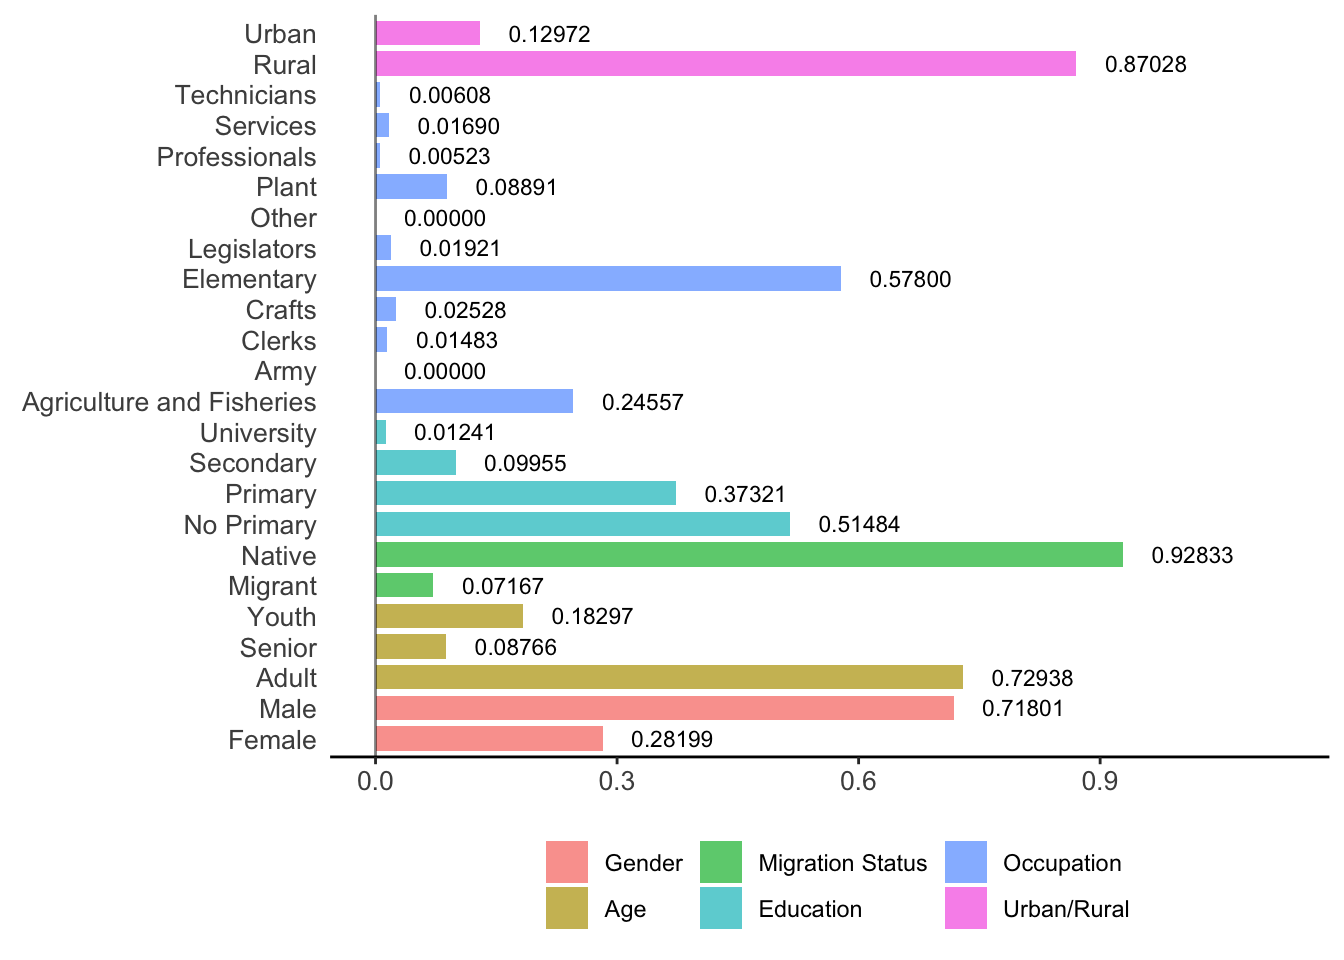 Urban 0.12972
Rural 0.87028
Technicians 0.00608
Services 0.01690
Professionals 0.00523
Plant 0.08891
Other 0.00000
Legislators 0.01921
Elementary 0.57800
Crafts 0.02528
Clerks 0.01483
Army 0.00000
Agriculture and Fisheries 0.24557
University 0.01241
Secondary 0.09955
Primary 0.37321
No Primary 0.51484
Native 0.92833
Migrant 0.07167
Youth 0.18297
Senior 0.08766
Adult 0.72938
Male 0.71801
Female 0.28199
0.0 0.3 0.6 0.9
Gender Migration Status Occupation
Age Education Urban/Rural